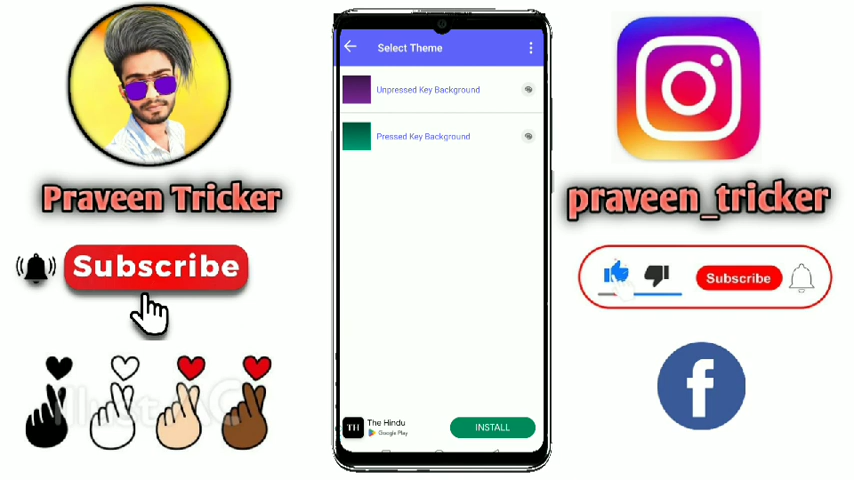 Praveen Tricker
Subscribe
Select Theme
Unpressed Key Background
Pressed Key Background
TH
The Hindu
Google Play
INSTALL
praveen_tricker
Subscribe
f